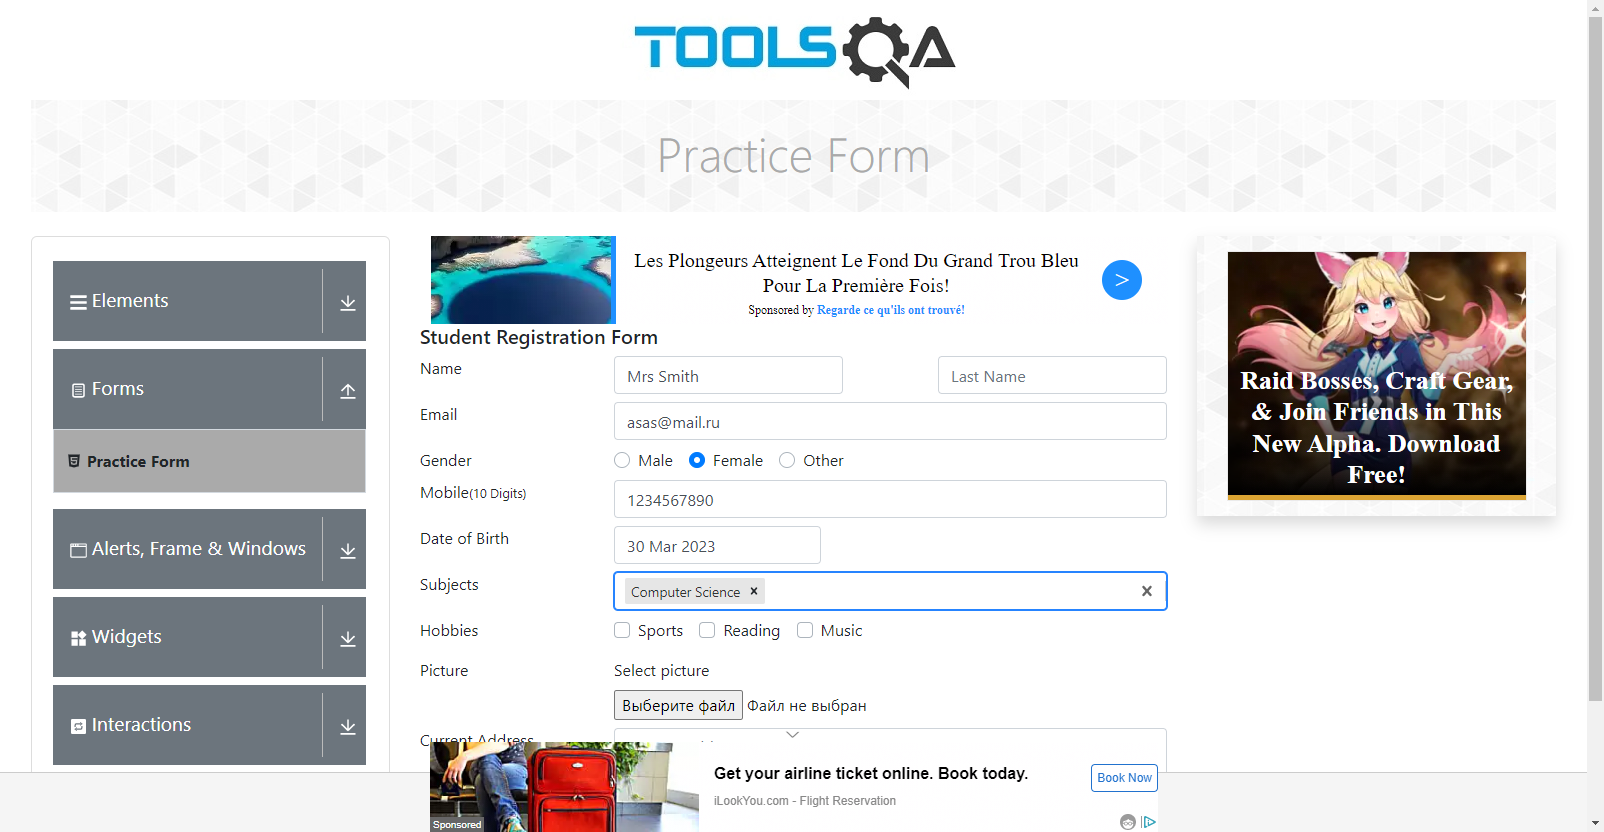 TOOLSQA
Practice Form
Elements
Forms
Practice Form
Alerts, Frame & Windows
Widgets
Interactions
Les Plongeurs Atteignent Le Fond Du Grand Trou Bleu
Pour La Première Fois!
Sponsored by Regarde ce qu'ils ont trouvé!
>
Student Registration Form
Name
Mrs Smith
Last Name
Email
asas@mail.ru
Gender
Male
Female
Other
Mobile(10 Digits)
1234567890
Date of Birth
30 Mar 2023
Subjects
Computer Science
Hobbies
Sports
Reading
Music
Picture
Select picture
Выберите файл Файл не выбран
Current Address
Raid Bosses, Craft Gear,
& Join Friends in This
New Alpha. Download
Free!
Get your airline ticket online. Book today.
iLookYou.com - Flight Reservation
Book Now
Sponsored